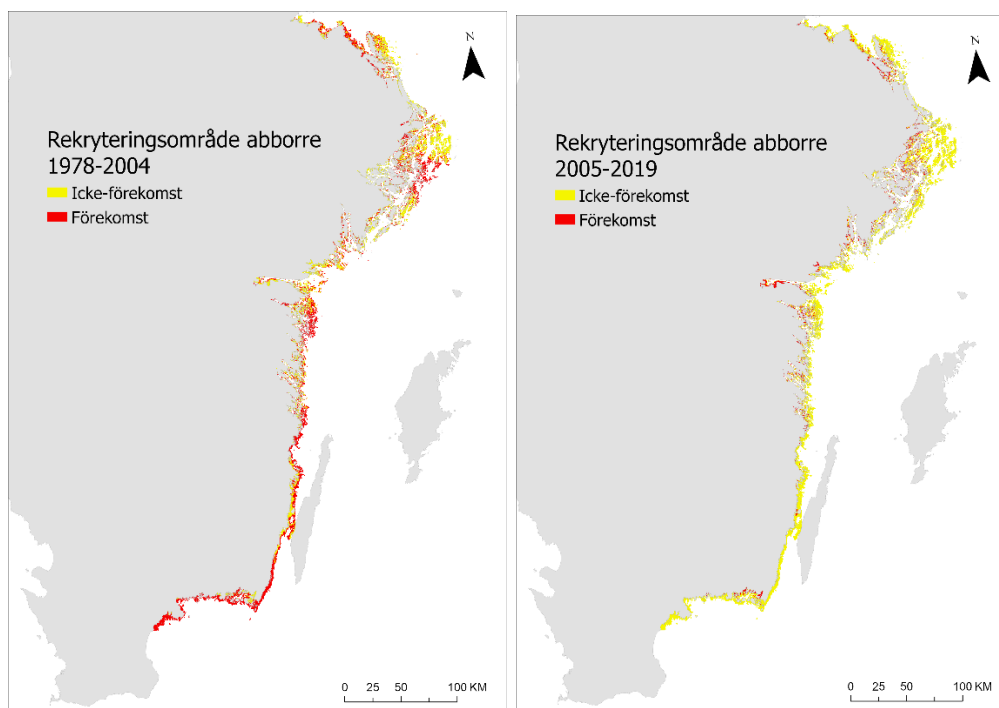 N
Rekryteringsområde abborre
1978-2004
Icke-förekomst
Förekomst
0 25 50 100 KM
N
Rekryteringsområde abborre
2005-2019
Icke-förekomst
Förekomst
0 25 50 100 KM